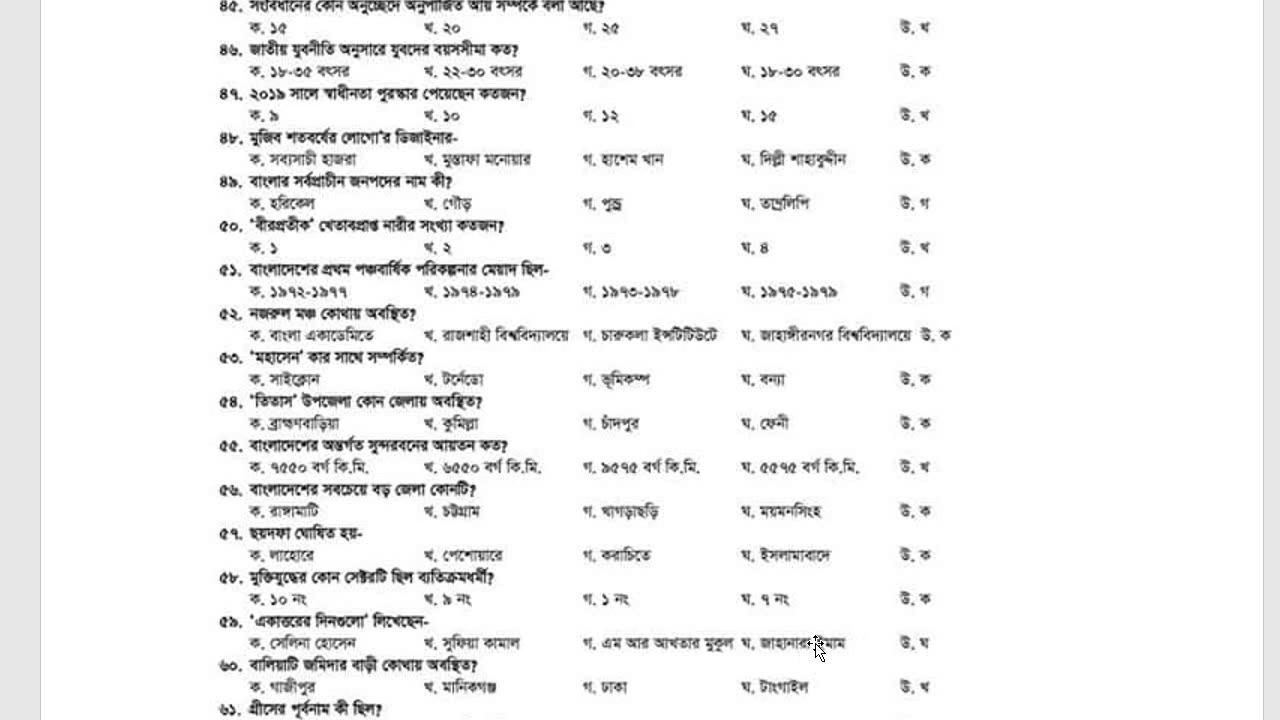 ৪৫. সংবিধানের কোন অনুচ্ছেদে অনুপার্জিত আয় সম্পর্কে বলা আছে?
ক. ১৫ খ. ২০ গ. ২৫ ঘ. ২৭ উ. খ
৪৬. জাতীয় যুবনীতি অনুসারে যুবদের বয়সসীমা কত?
ক. ১৮-৩৫ বৎসর খ. ২২-৩০ বৎসর গ. ২০-৩৮ বৎসর ঘ. ১৮-৩০ বৎসর উ. ক
৪৭. ২০১৯ সালে স্বাধীনতা পুরস্কার পেয়েছেন কতজন?
ক. ৯ খ. ১০ গ. ১২ ঘ. ১৫ উ. খ
৪৮. মুজিব শতবর্ষের লোগো'র ডিজাইনার-
ক. সব্যসাচী হাজরা খ. মুস্তাফা মনোয়ার গ. হাশেম খান ঘ. দিল্লী শাহাবুদ্দীন উ. ক
৪৯. বাংলার সর্বপ্রাচীন জনপদের নাম কী?
ক. হরিকেল খ. গৌড় গ. পুন্ড্র ঘ. তাম্রলিপি উ. গ
৫০. 'বীরপ্রতীক' খেতাবপ্রাপ্ত নারীর সংখ্যা কতজন?
ক. ১ খ. ২ গ. ৩ ঘ. ৪ উ. খ
৫১. বাংলাদেশের প্রথম পঞ্চবার্ষিক পরিকল্পনার মেয়াদ ছিল-
ক. ১৯৭২-১৯৭৭ খ. ১৯৭৪-১৯৭৯ গ. ১৯৭৩-১৯৭৮ ঘ. ১৯৭৫-১৯৭৯ উ. গ
৫২. নজরুল মঞ্চ কোথায় অবস্থিত?
ক. বাংলা একাডেমিতে খ. রাজশাহী বিশ্ববিদ্যালয়ে গ. চারুকলা ইন্সটিটিউটে ঘ. জাহাঙ্গীরনগর বিশ্ববিদ্যালয়ে উ. ক
৫৩. 'মহাসেন' কার সাথে সম্পর্কিত?
ক. সাইক্লোন খ. টর্নেডো গ. ভূমিকম্প ঘ. বন্যা উ. ক
৫৪. 'তিতাস' উপজেলা কোন জেলায় অবস্থিত?
ক. ব্রাহ্মণবাড়িয়া খ. কুমিল্লা গ. চাঁদপুর ঘ. ফেনী উ. ক
৫৫. বাংলাদেশের অন্তর্গত সুন্দরবনের আয়তন কত?
ক. ৭৫৫০ বর্গ কি.মি. খ. ৬৫৫০ বর্গ কি.মি. গ. ৯৫৭৫ বর্গ কি.মি. ঘ. ৫৫৭৫ বর্গ কি.মি. উ. খ
৫৬. বাংলাদেশের সবচেয়ে বড় জেলা কোনটি?
ক. রাঙ্গামাটি খ. চট্টগ্রাম গ. খাগড়াছড়ি ঘ. ময়মনসিংহ উ. ক
৫৭. ছয়দফা ঘোষিত হয়-
ক. লাহোরে খ. পেশোয়ারে গ. করাচিতে ঘ. ইসলামাবাদে উ. ক
৫৮. মুক্তিযুদ্ধের কোন সেক্টরটি ছিল ব্যতিক্রমধর্মী?
ক. ১০ নং খ. ৯ নং গ. ১ নং ঘ. ৭ নং উ. ক
৫৯. 'একাত্তরের দিনগুলো' লিখেছেন-
ক. সেলিনা হোসেন খ. সুফিয়া কামাল গ. এম আর আখতার মুকুল ঘ. জাহানারা ইমাম উ. ঘ
৬০. বালিয়াটি জমিদার বাড়ী কোথায় অবস্থিত?
ক. গাজীপুর খ. মানিকগঞ্জ গ. ঢাকা ঘ. টাংগাইল উ. খ
৬১. গ্রীসের পূর্বনাম কী ছিল?